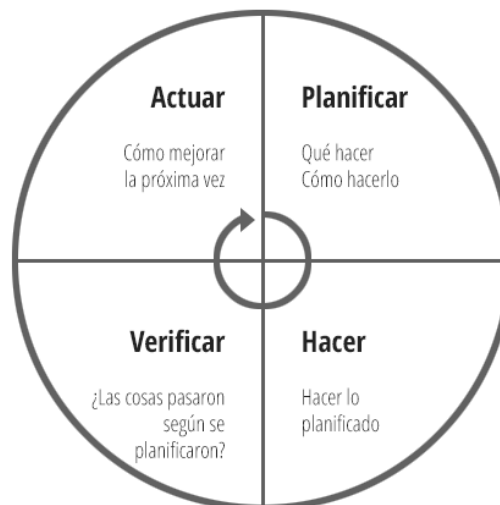 Actuar
Cómo mejorar
la próxima vez
Planificar
Qué hacer
Cómo hacerlo
Verificar
¿Las cosas pasaron
según se
planificaron?
Hacer
Hacer lo
planificado